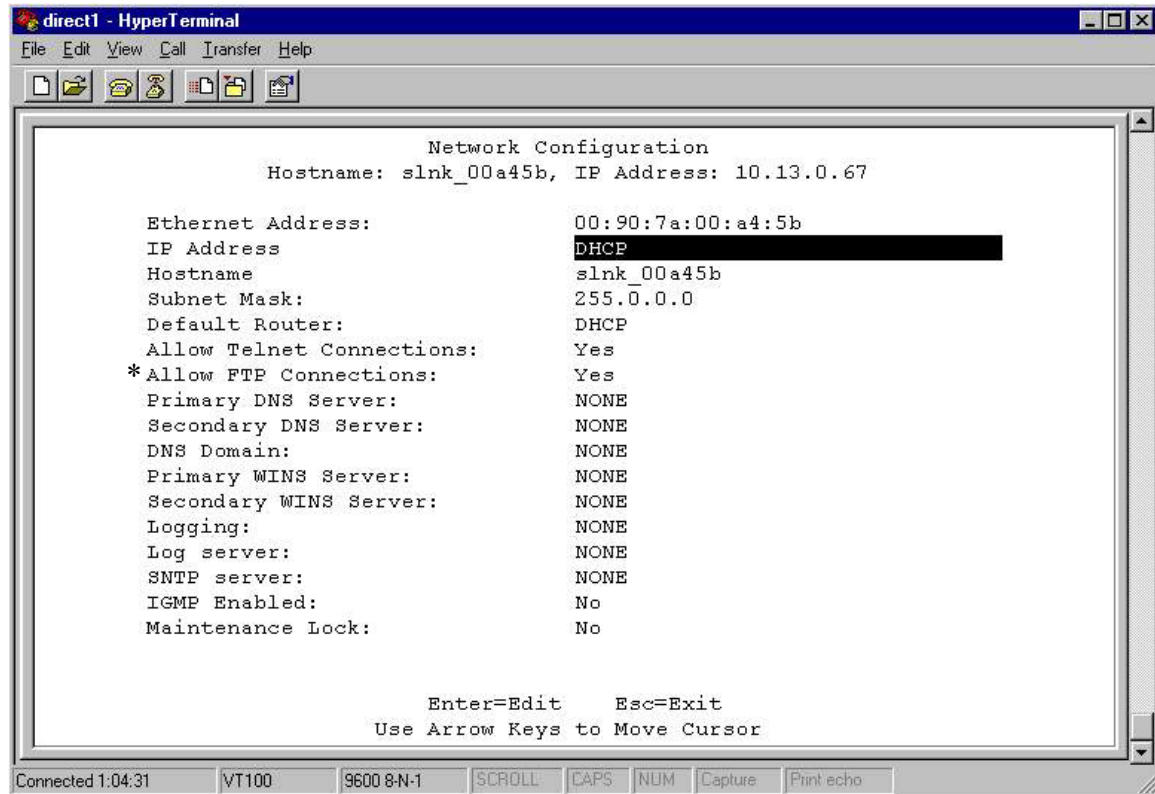 direct1 - HyperTerminal
File Edit View Call Transfer Help
Network Configuration
Hostname: slnk_00a45b, IP Address: 10.13.0.67
Ethernet Address: 00:90:7a:00:a4:5b
IP Address DHCP
Hostname slnk_00a45b
Subnet Mask: 255.0.0.0
Default Router: DHCP
Allow Telnet Connections: Yes
*Allow FTP Connections: Yes
Primary DNS Server: NONE
Secondary DNS Server: NONE
DNS Domain: NONE
Primary WINS Server: NONE
Secondary WINS Server: NONE
Logging: NONE
Log server: NONE
SNTP server: NONE
IGMP Enabled: No
Maintenance Lock: No
Enter=Edit Esc=Exit
Use Arrow Keys to Move Cursor
Connected 1:04:31 VT100 9600 8-N-1 SCROLL CAPS NUM Capture Print echo